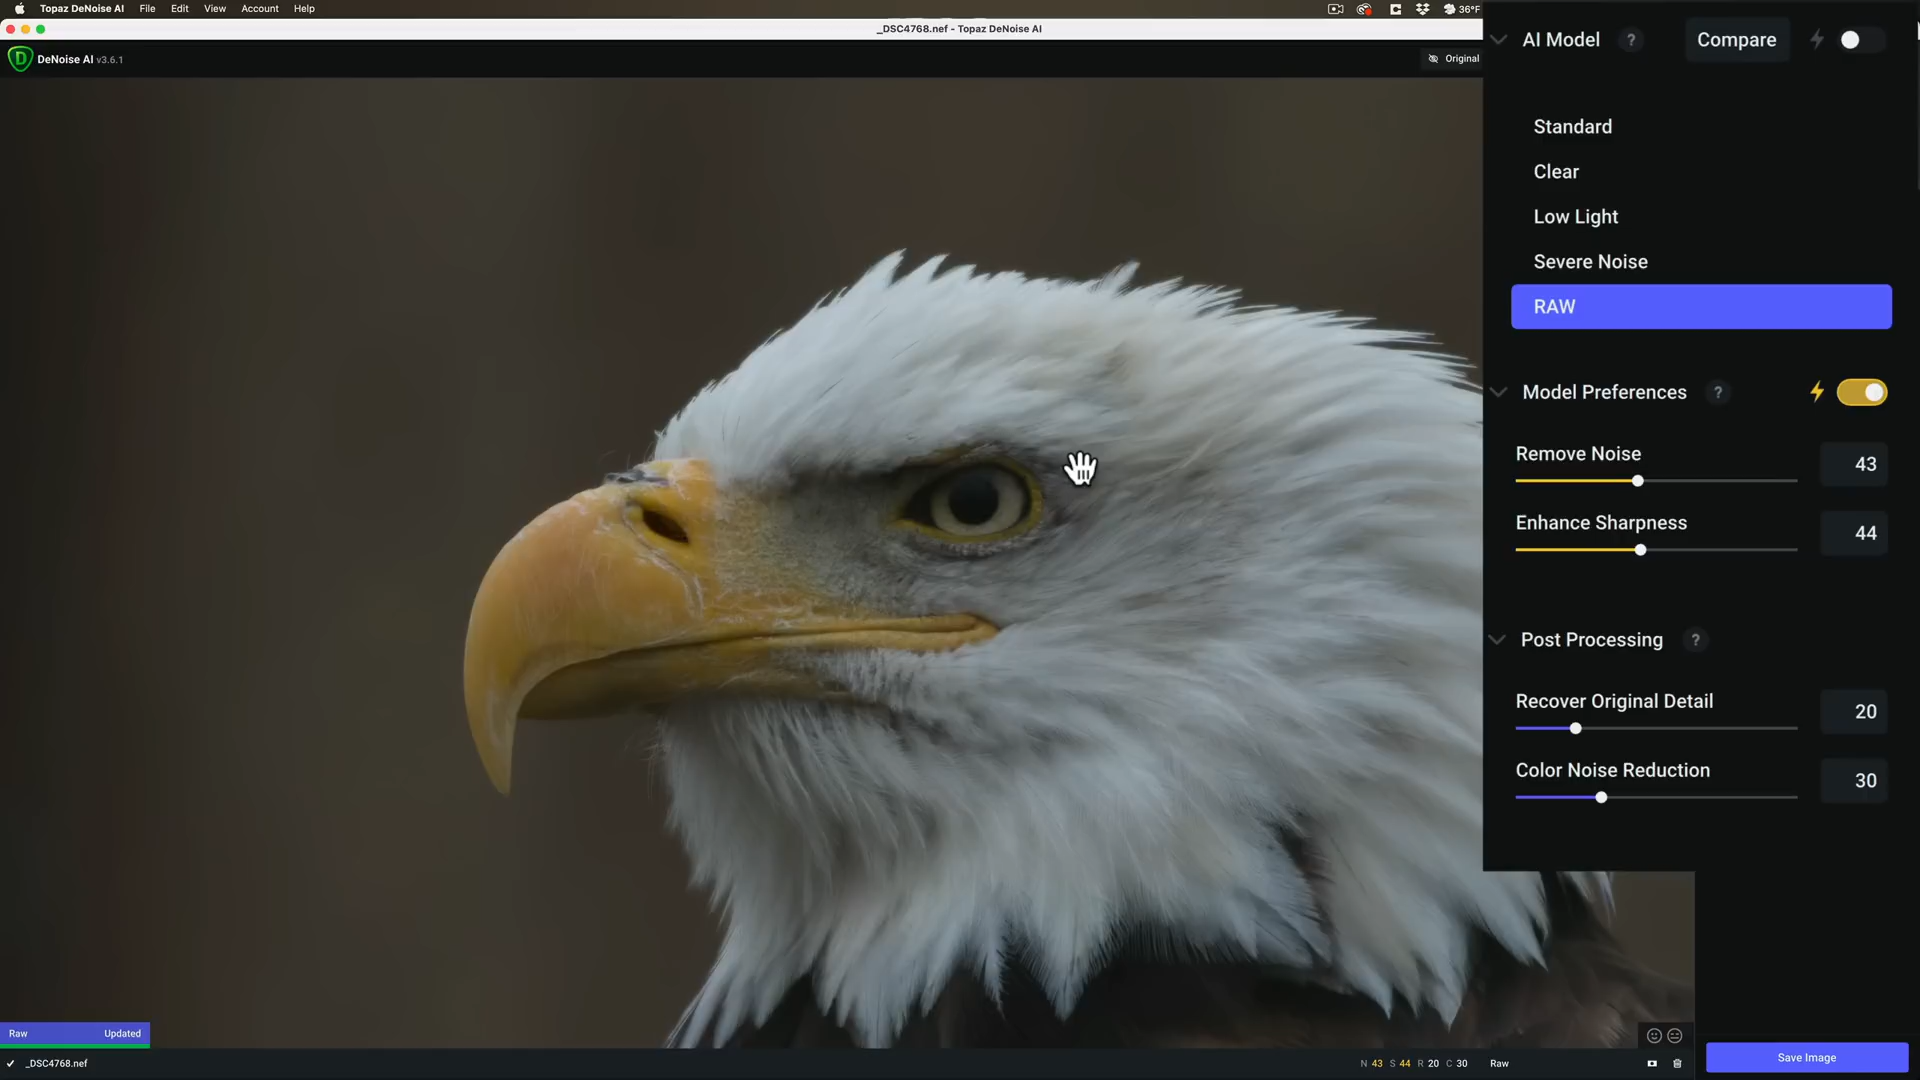 Topaz DeNoise AI File Edit View Account Help
36°F
_DSC4768.nef - Topaz DeNoise AI
DeNoise AI v3.6.1
Original
AI Model ? Compare
Standard
Clear
Low Light
Severe Noise
RAW
Model Preferences ?
Remove Noise 43
Enhance Sharpness 44
Post Processing ?
Recover Original Detail 20
Color Noise Reduction 30
Raw Updated
_DSC4768.nef
N 43 S 44 R 20 C 30 Raw
Save Image